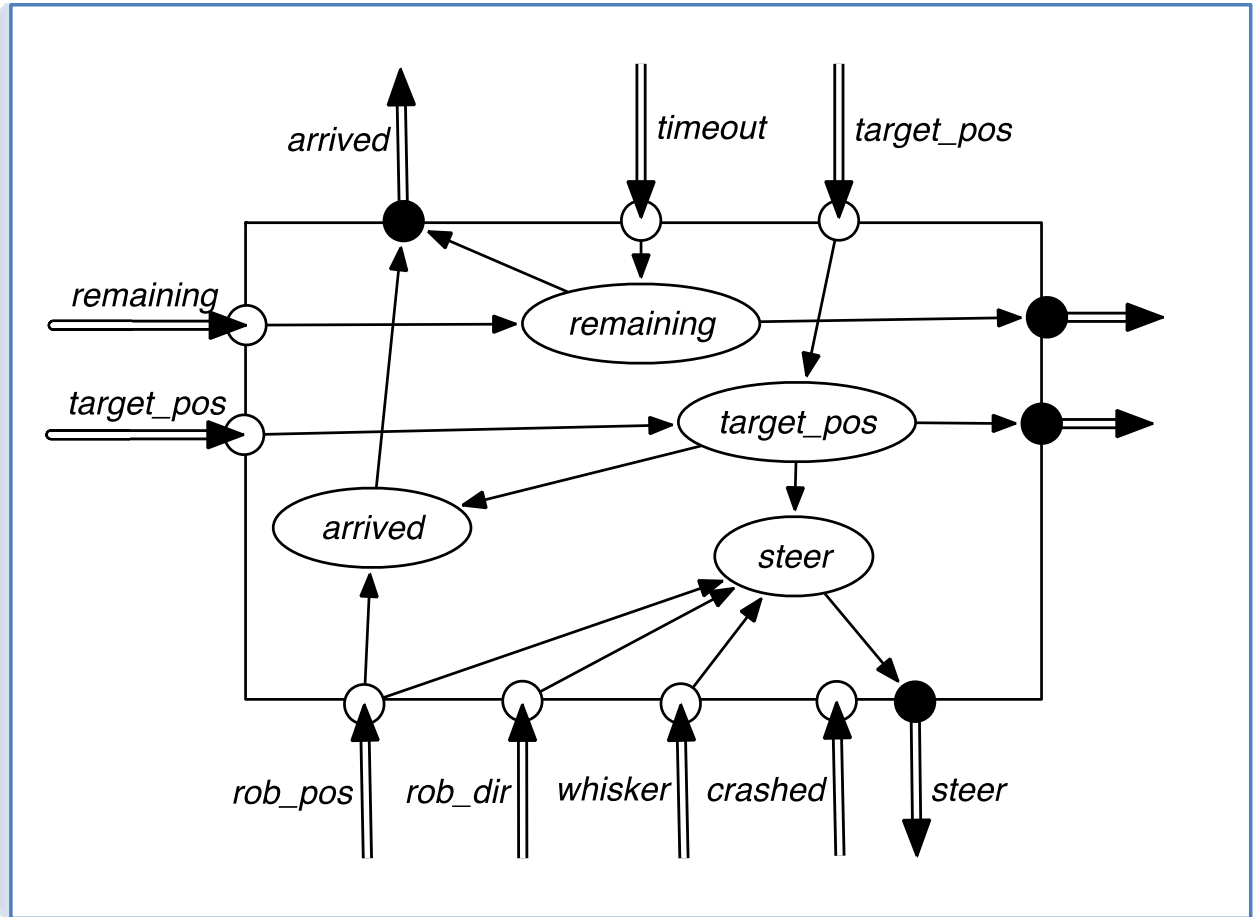 timeout
target_pos
arrived
remaining
remaining
target_pos
target_pos
arrived
steer
rob_pos
rob_dir
whisker
crashed
steer